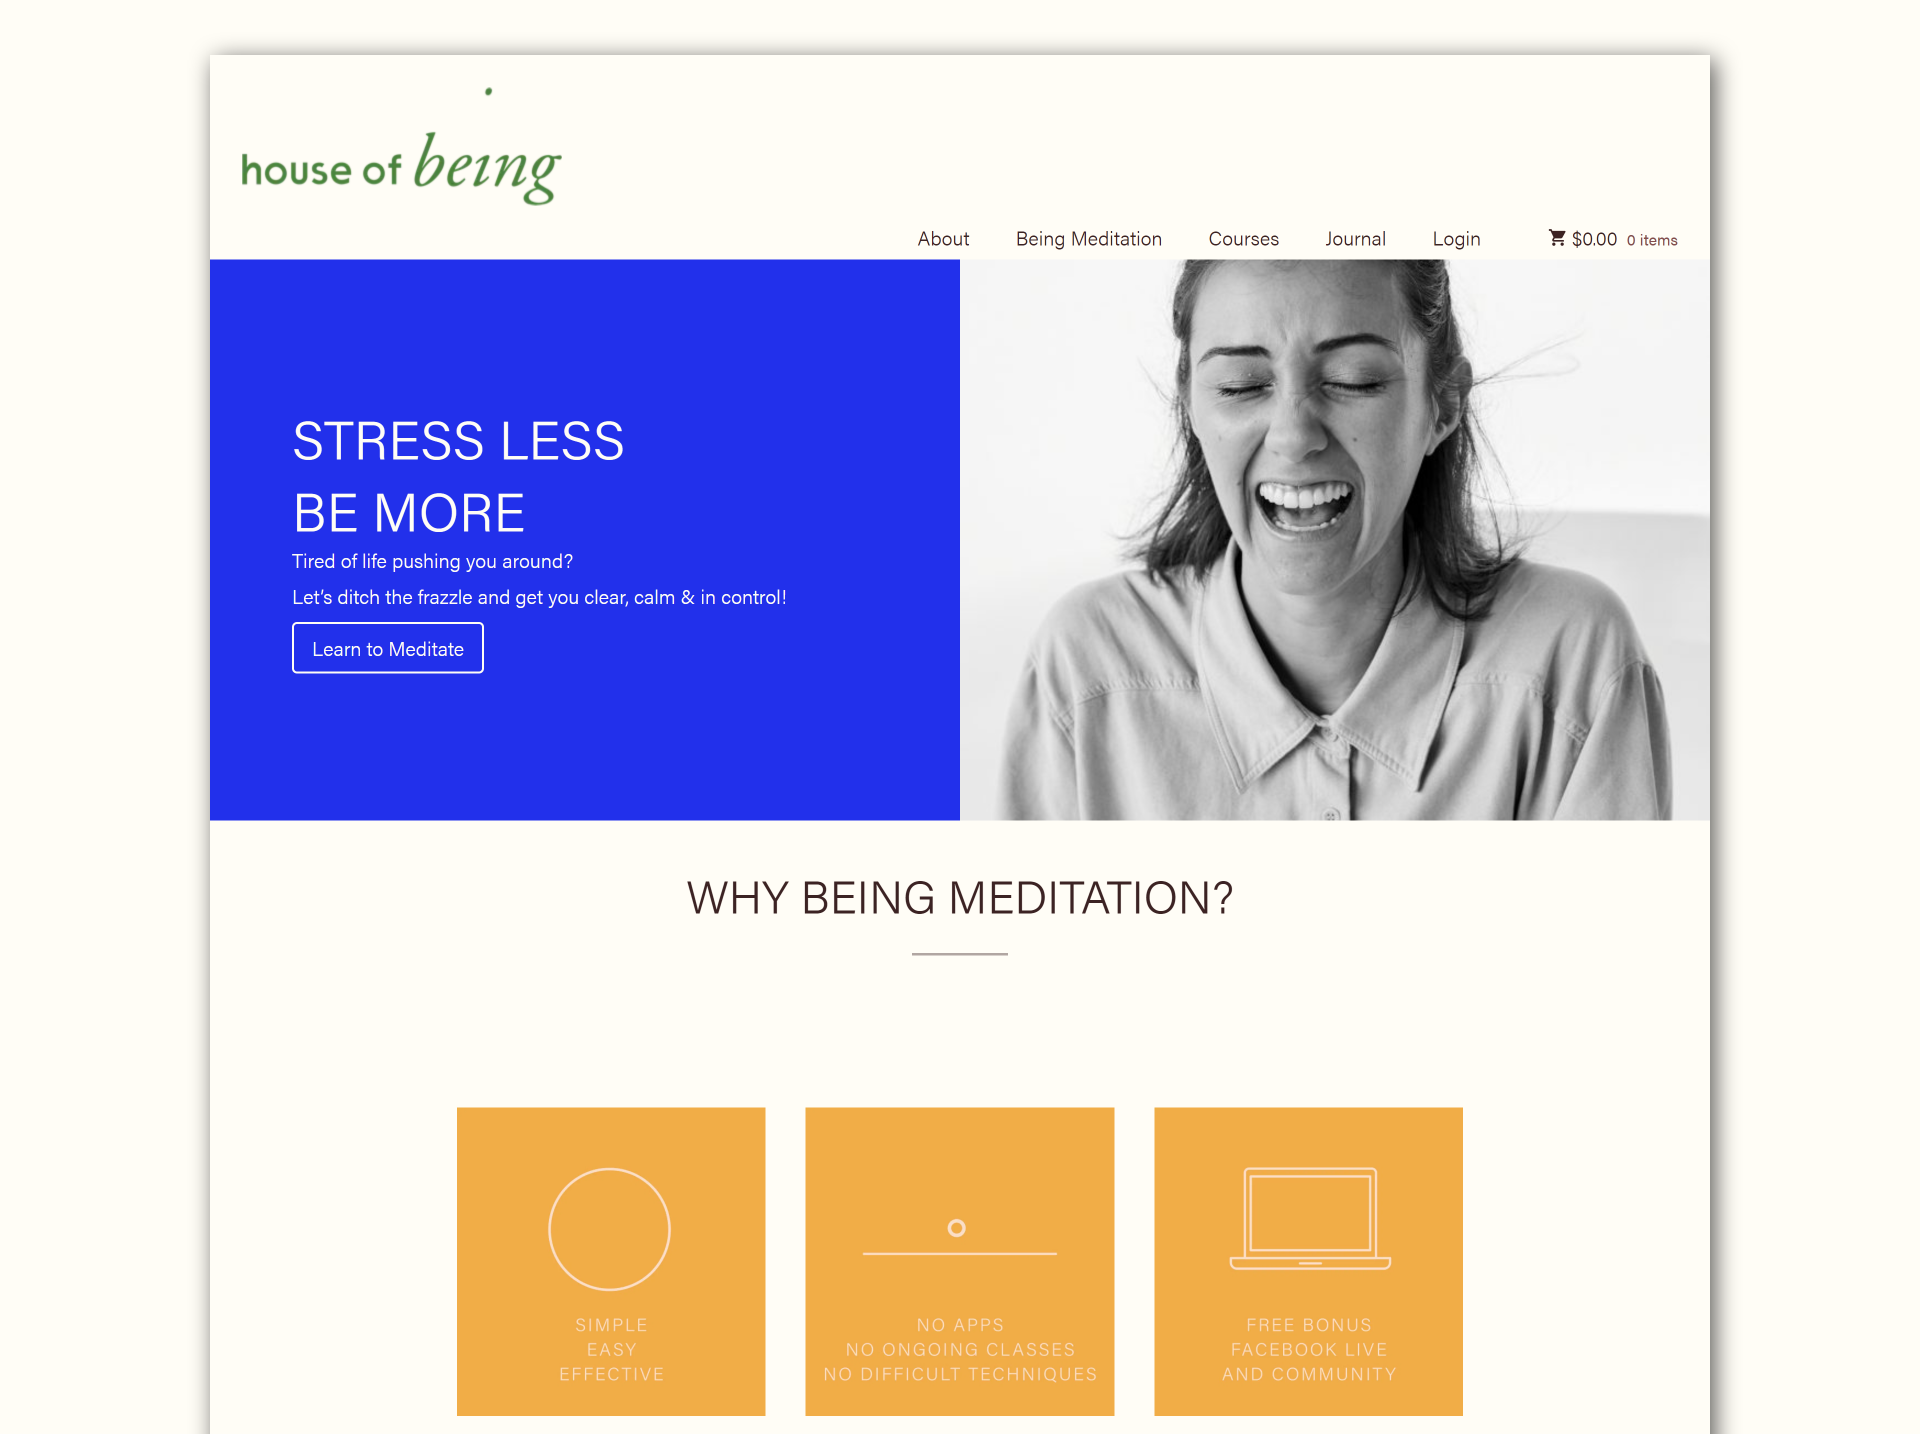 house of being
About Being Meditation Courses Journal Login $0.00 0 items
STRESS LESS
BE MORE
Tired of life pushing you around?
Let’s ditch the frazzle and get you clear, calm & in control!
Learn to Meditate
WHY BEING MEDITATION?
SIMPLE
EASY
EFFECTIVE
NO APPS
NO ONGOING CLASSES
NO DIFFICULT TECHNIQUES
FREE BONUS
FACEBOOK LIVE
AND COMMUNITY